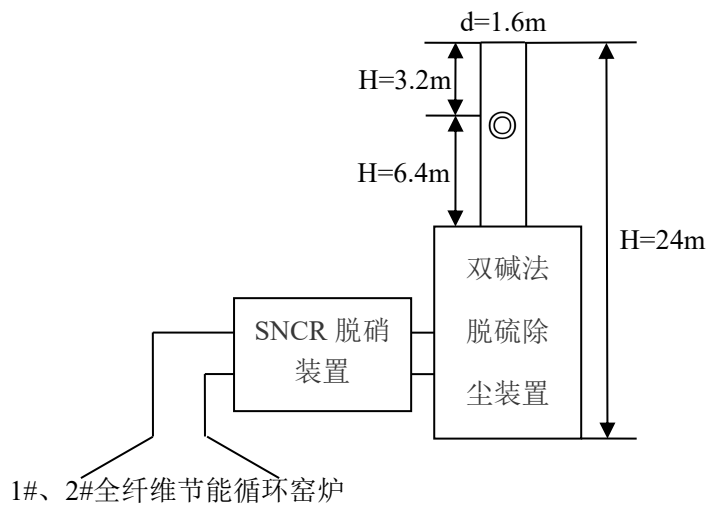 d=1.6m
H=3.2m
H=6.4m
H=24m
双碱法
脱硫除
尘装置
SNCR 脱硝
装置
1#、2#全纤维节能循环窑炉